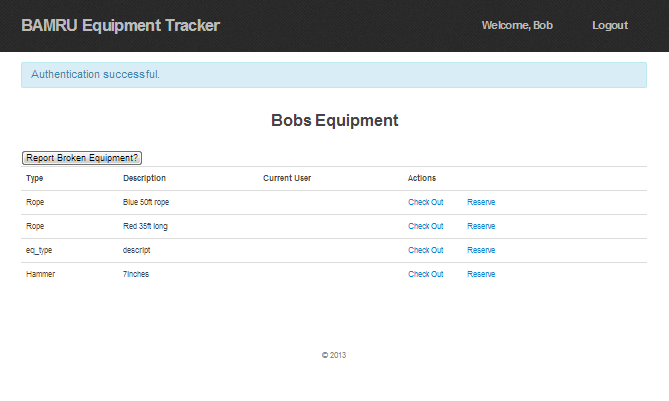 BAMRU Equipment Tracker Welcome, Bob Logout
Authentication successful.
Bobs Equipment
Report Broken Equipment?
Type Description Current User Actions
Rope Blue 50ft rope Check Out Reserve
Rope Red 35ft long Check Out Reserve
eq_type descript Check Out Reserve
Hammer 7inches Check Out Reserve
© 2013